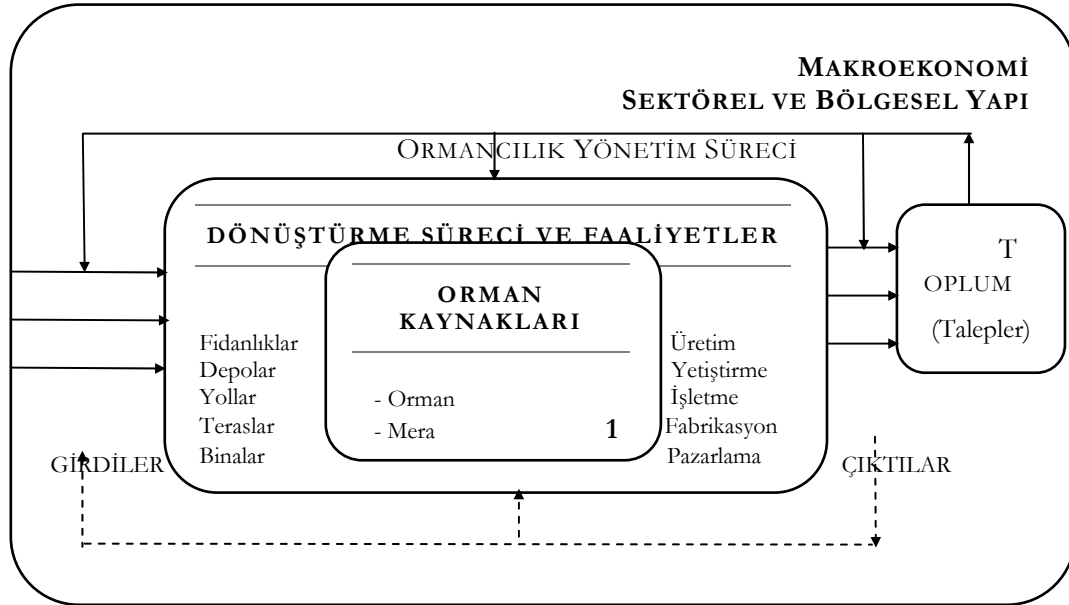 MAKROEKONOMİ
SEKTÖREL VE BÖLGESEL YAPI
ORMANCILIK YÖNETİM SÜRECİ
DÖNÜŞTÜRME SÜRECİ VE FAALİYETLER
ORMAN
KAYNAKLARI
- Orman
- Mera
1
Fidanlıklar
Depolar
Yollar
Teraslar
Binalar
Üretim
Yetiştirme
İşletme
Fabrikasyon
Pazarlama
T
OPLUM
(Talepler)
GİRDİLER
ÇIKTILAR